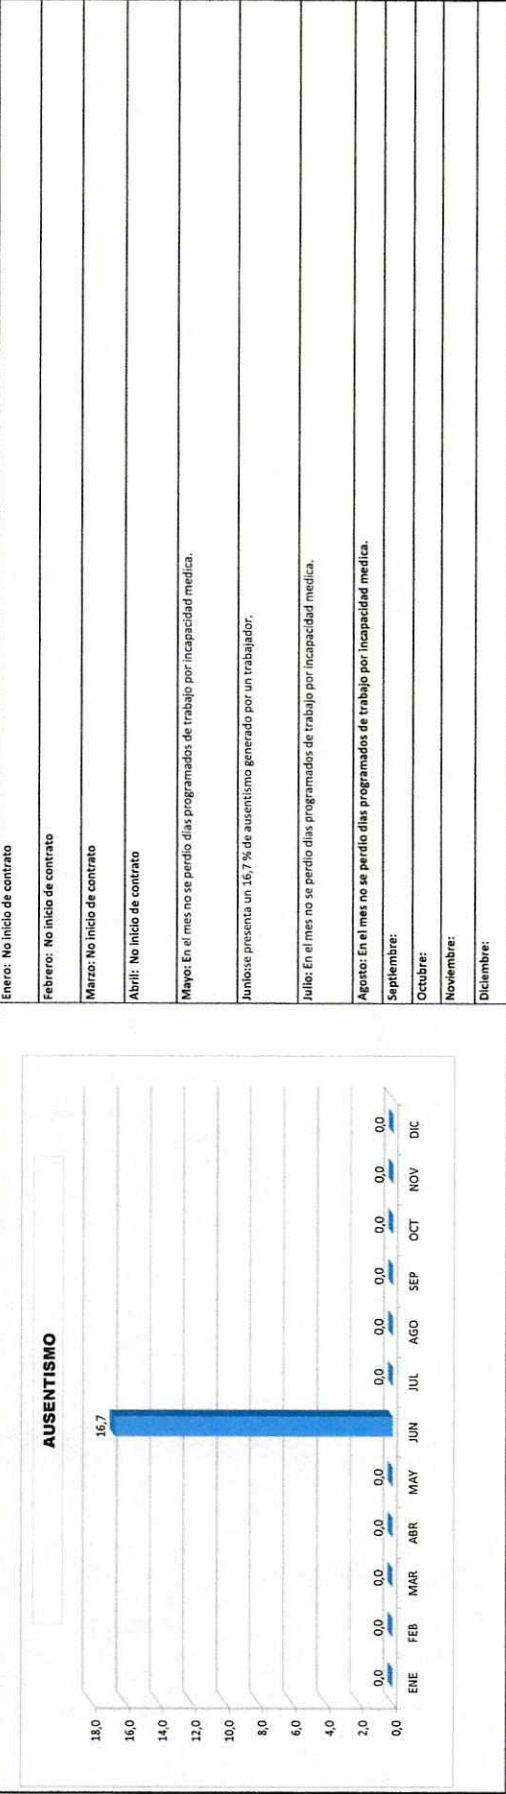 AUSENTISMO
18,0
16,0
14,0
12,0
10,0
8,0
6,0
4,0
2,0
0,0
0,0 0,0 0,0 0,0 0,0 16,7 0,0 0,0 0,0 0,0 0,0 0,0
ENE FEB MAR ABR MAY JUN JUL AGO SEP OCT NOV DIC
Enero: No inicio de contrato
Febrero: No inicio de contrato
Marzo: No inicio de contrato
Abril: No inicio de contrato
Mayo: En el mes no se perdio dias programados de trabajo por incapacidad medica.
Junio:se presenta un 16,7 % de ausentismo generado por un trabajador.
Julio: En el mes no se perdio dias programados de trabajo por incapacidad medica.
Agosto: En el mes no se perdio dias programados de trabajo por incapacidad medica.
Septiembre:
Octubre:
Noviembre:
Diciembre: